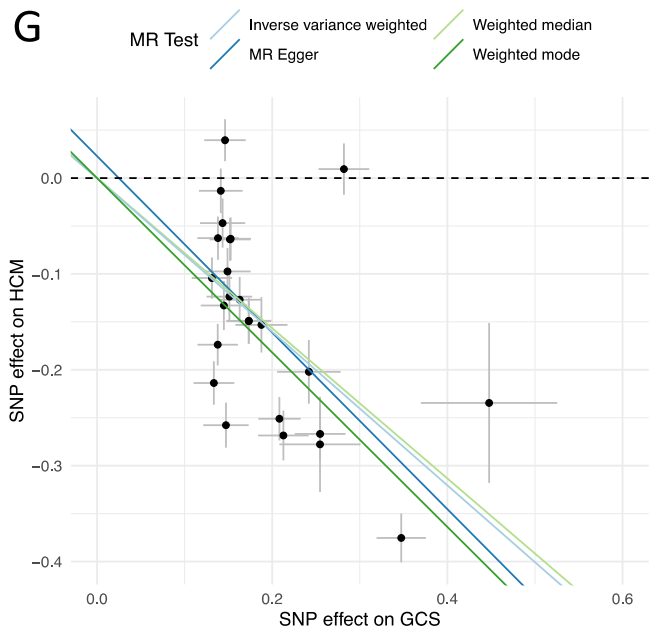 G
MR Test
Inverse variance weighted
Weighted median
MR Egger
Weighted mode
SNP effect on HCM
0.0
−0.1
−0.2
−0.3
−0.4
0.0 0.2 0.4 0.6
SNP effect on GCS